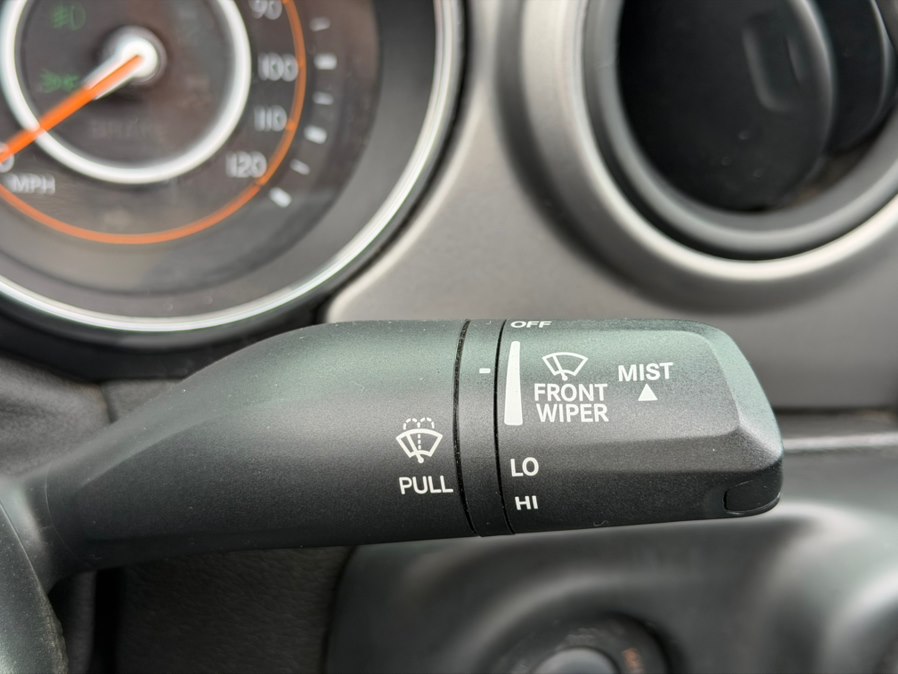 90
100
110
120
MPH
OFF
FRONT
WIPER
MIST
PULL
LO
HI